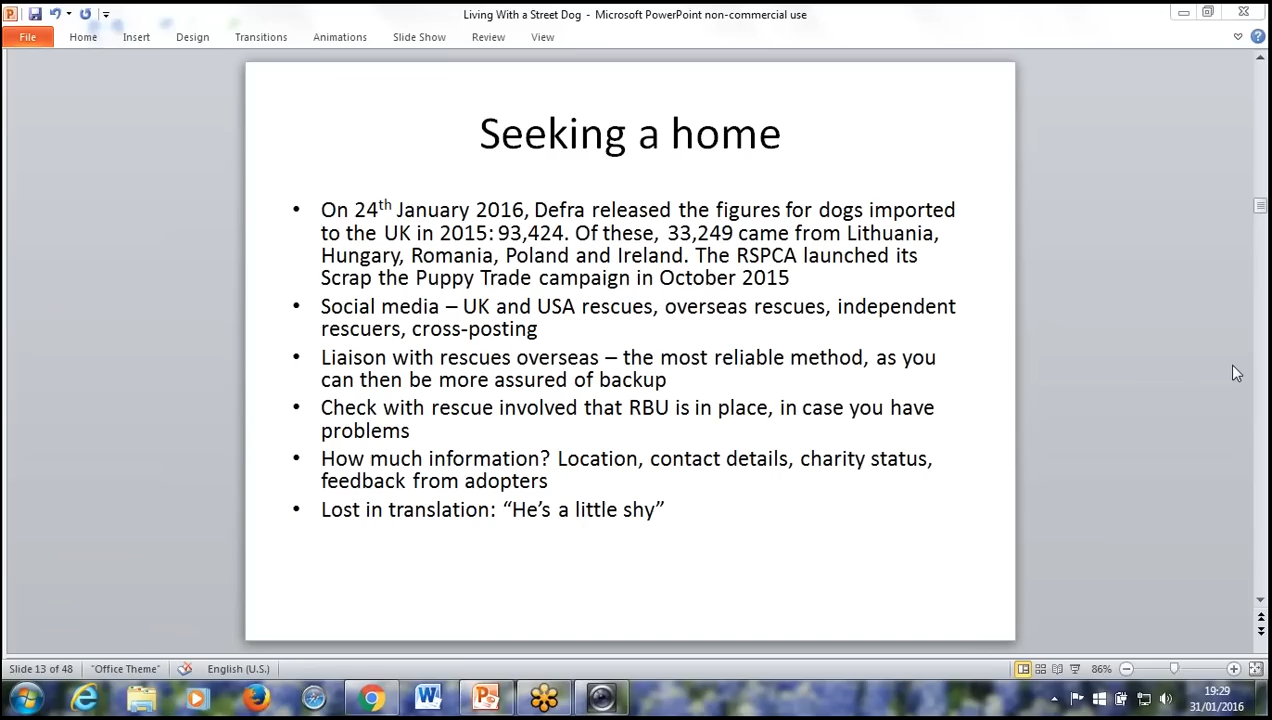 Living With a Street Dog - Microsoft PowerPoint non-commercial use
File Home Insert Design Transitions Animations Slide Show Review View
Seeking a home
• On 24th January 2016, Defra released the figures for dogs imported
to the UK in 2015: 93,424. Of these, 33,249 came from Lithuania,
Hungary, Romania, Poland and Ireland. The RSPCA launched its
Scrap the Puppy Trade campaign in October 2015
• Social media – UK and USA rescues, overseas rescues, independent
rescuers, cross-posting
• Liaison with rescues overseas – the most reliable method, as you
can then be more assured of backup
• Check with rescue involved that RBU is in place, in case you have
problems
• How much information? Location, contact details, charity status,
feedback from adopters
• Lost in translation: “He’s a little shy”
Slide 13 of 48 "Office Theme" English (U.S.) 86%
19:29
31/01/2016